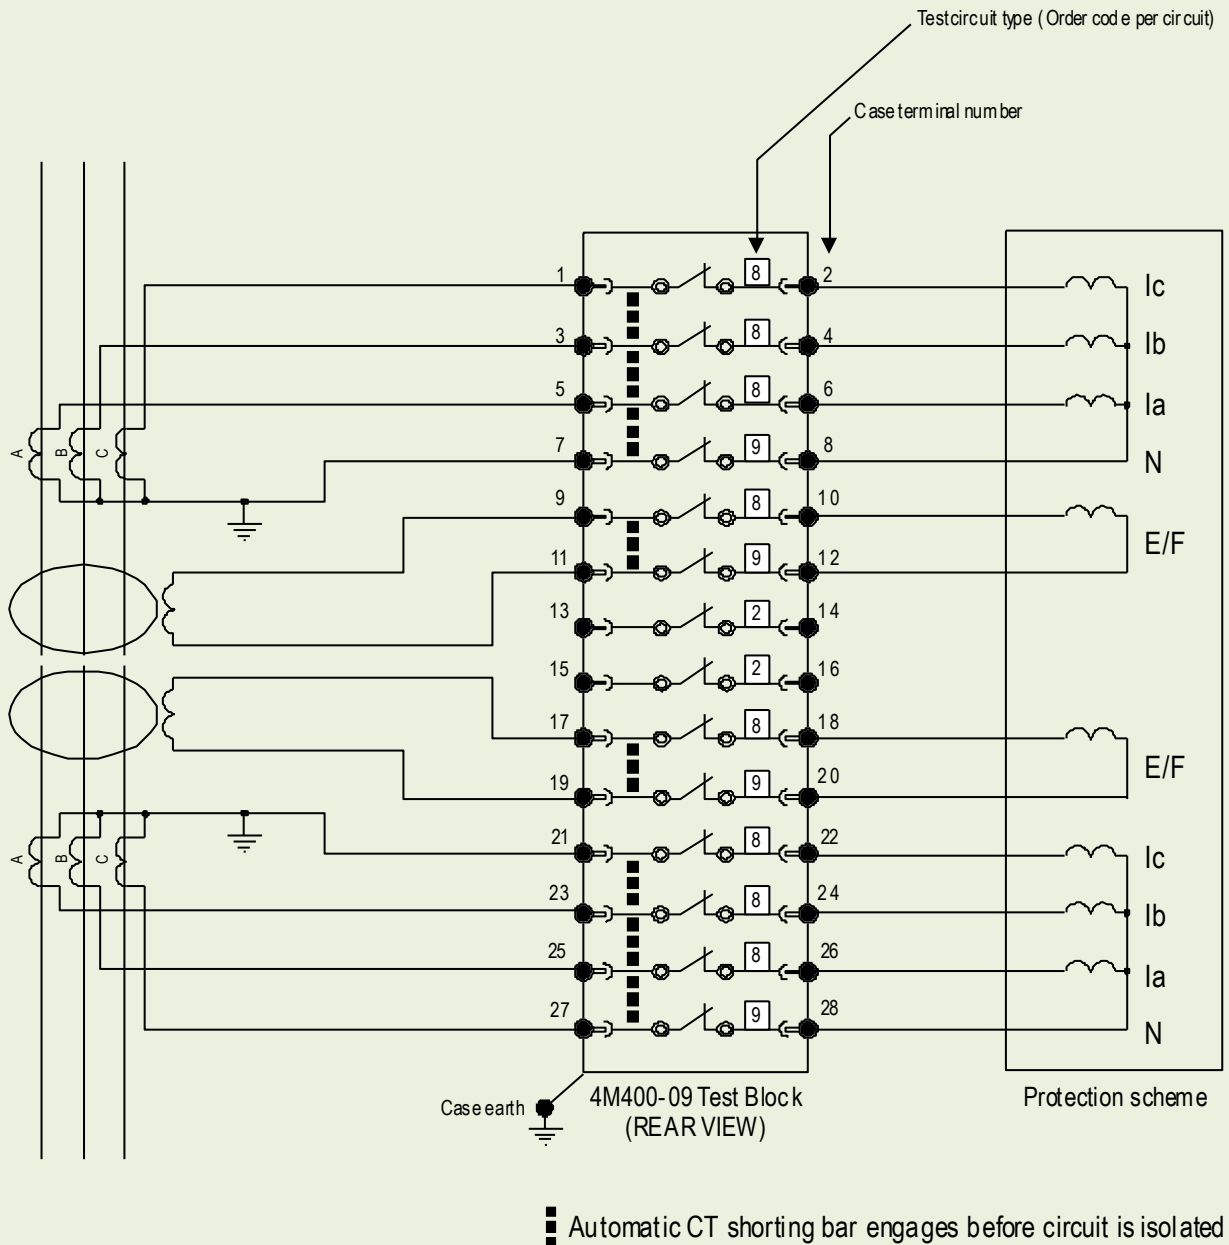 Testcircuit type (Order code per circuit)
Case terminal number
1 8 2 Ic
3 8 4 Ib
5 8 6 Ia
7 9 8 N
9 8 10
E/F
11 9 12
13 2 14
15 2 16
17 8 18
E/F
19 9 20
21 8 22 Ic
23 8 24 Ib
25 8 26 Ia
27 9 28 N
A B C
A B C
Case earth
4M400-09 Test Block
(REAR VIEW)
Protection scheme
Automatic CT shorting bar engages before circuit is isolated